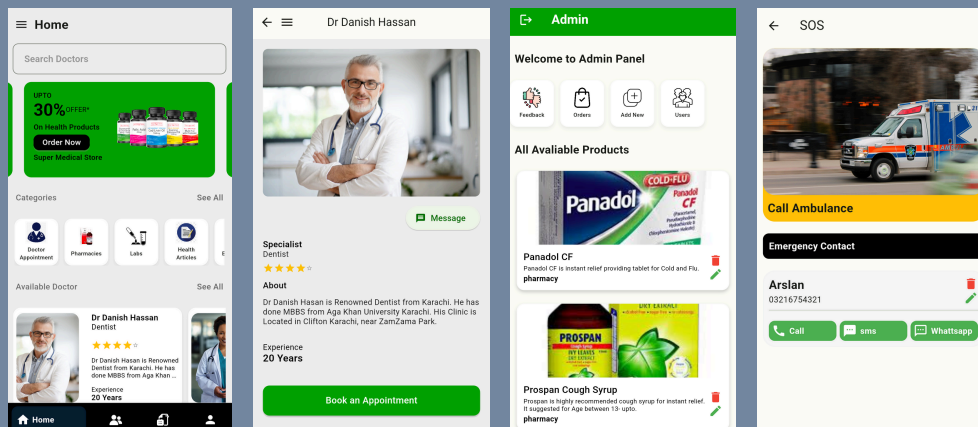 Home
Search Doctors
UPTO
30% OFFER*
On Health Products
Order Now
Super Medical Store
Categories
See All
Doctor
Appointment
Pharmacies
Labs
Health
Articles
Available Doctor
See All
Dr Danish Hassan
Dentist
Dr Danish Hasan is Renowned
Dentist from Karachi. He has
done MBBS from Aga Khan ...
Experience
20 Years
Home
Dr Danish Hassan
Message
Specialist
Dentist
About
Dr Danish Hasan is Renowned Dentist from Karachi. He has
done MBBS from Aga Khan University Karachi. His Clinic is
Located in Clifton Karachi, near ZamZama Park.
Experience
20 Years
Book an Appointment
Admin
Welcome to Admin Panel
Feedback
Orders
Add New
Users
All Avaliable Products
COLD-FLU
Panadol
Panadol
CF
Panadol CF
Panadol CF is instant relief providing tablet for Cold and Flu.
pharmacy
PROSPAN
IVY LEAVES
DRY EXTRACT
Prospan Cough Syrup
Prospan is highly recommended cough syrup for instant relief.
It suggested for Age between 13- upto.
pharmacy
SOS
Call Ambulance
Emergency Contact
Arslan
03216754321
Call
sms
Whattsapp